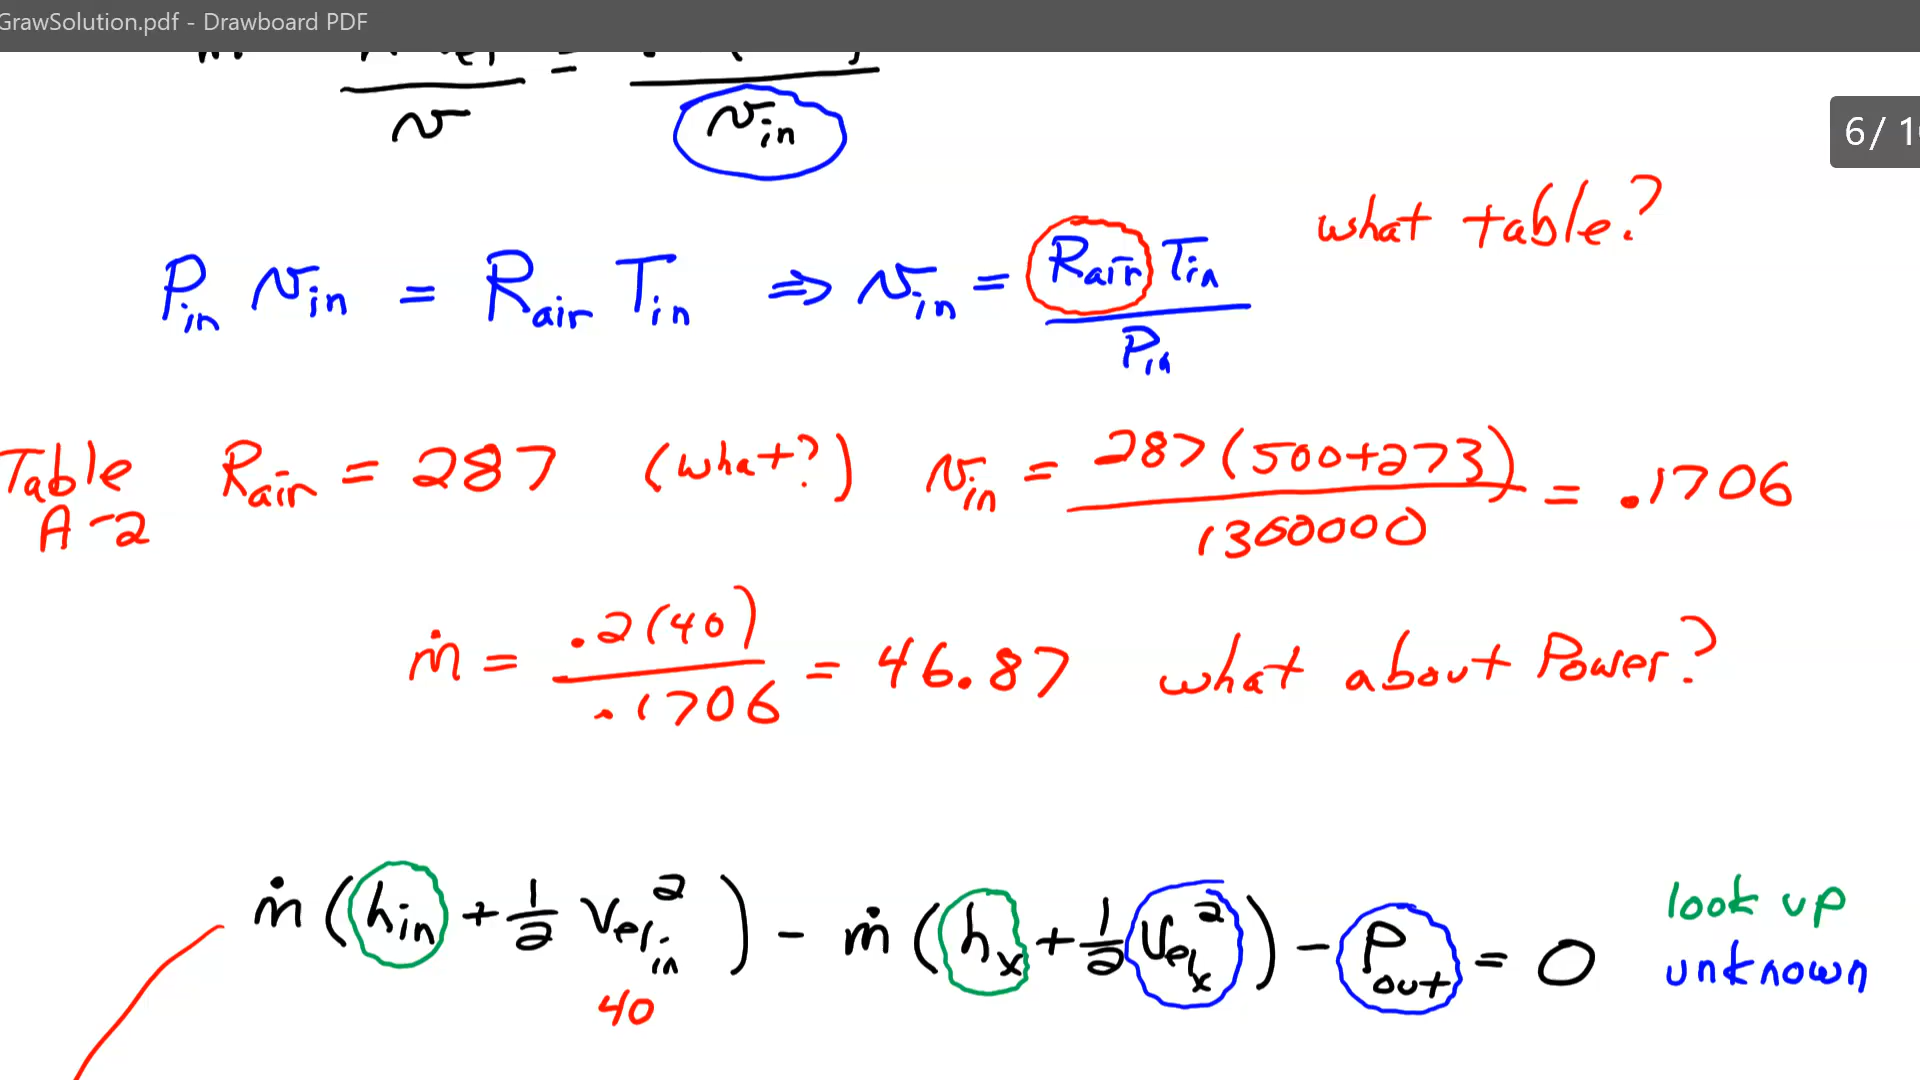 GrawSolution.pdf - Drawboard PDF
6 / 1
v = v_in
P_in v_in = R_air T_in ⇒ v_in = R_air T_in / P_in what table?
Table A-2 R_air = 287 (what?) v_in = 287(500+273) / 1300000 = .1706
ṁ = .2(40) / .1706 = 46.87 what about Power?
ṁ (h_in + 1/2 Vel_in^2) - ṁ (h_x + 1/2 Vel_x^2) - P_out = 0 look up
40 unknown